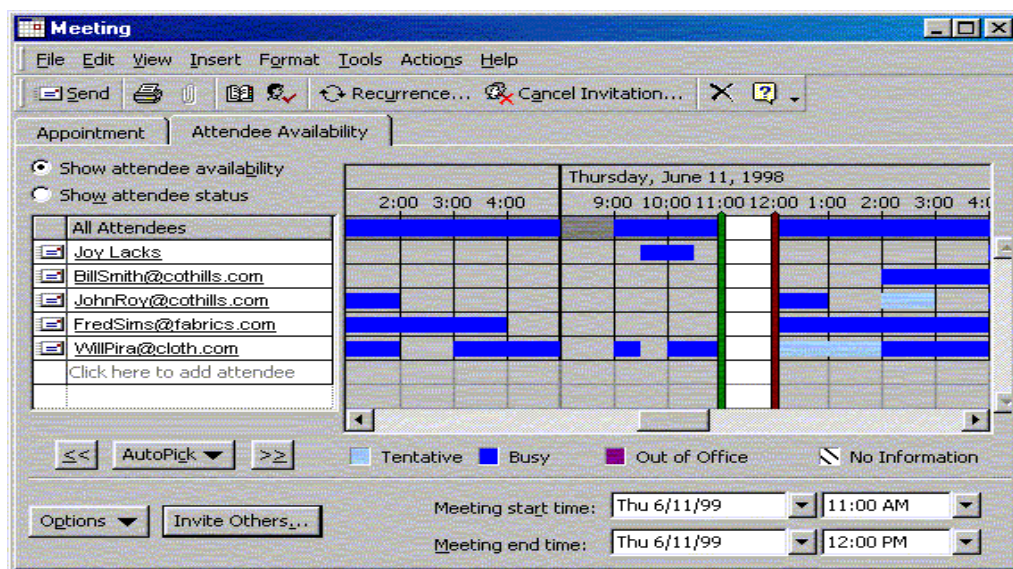 Meeting
File Edit View Insert Format Tools Actions Help
Send Recurrence... Cancel Invitation...
Appointment Attendee Availability
Show attendee availability
Show attendee status
Thursday, June 11, 1998
2:00 3:00 4:00 9:00 10:00 11:00 12:00 1:00 2:00 3:00 4:0
All Attendees
Joy Lacks
BillSmith@cothills.com
JohnRoy@cothills.com
FredSims@fabrics.com
WillPira@cloth.com
Click here to add attendee
<< AutoPick >> Tentative Busy Out of Office No Information
Options Invite Others... Meeting start time: Thu 6/11/99 11:00 AM
Meeting end time: Thu 6/11/99 12:00 PM